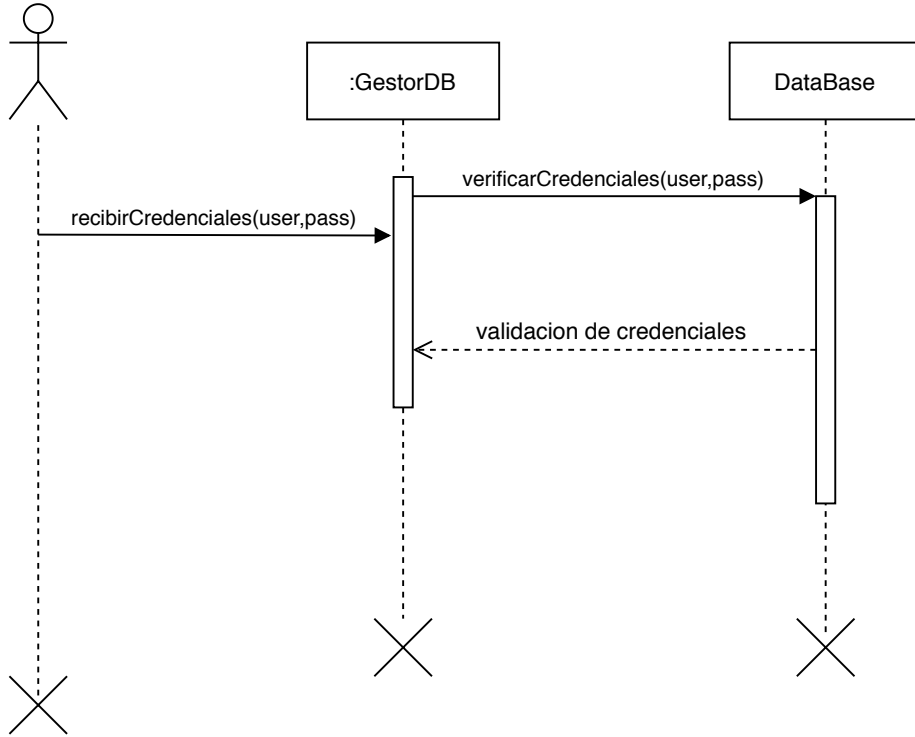 :GestorDB
DataBase
verificarCredenciales(user,pass)
recibirCredenciales(user,pass)
validacion de credenciales